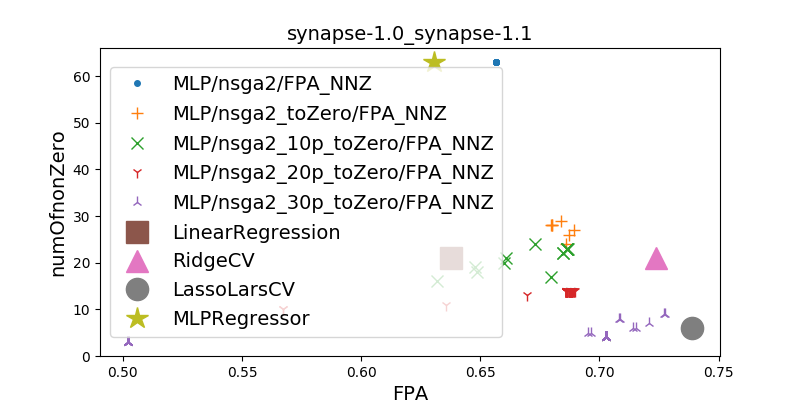 synapse-1.0_synapse-1.1
numOfnonZero
60
50
40
30
20
10
0
MLP/nsga2/FPA_NNZ
MLP/nsga2_toZero/FPA_NNZ
MLP/nsga2_10p_toZero/FPA_NNZ
MLP/nsga2_20p_toZero/FPA_NNZ
MLP/nsga2_30p_toZero/FPA_NNZ
LinearRegression
RidgeCV
LassoLarsCV
MLPRegressor
0.50 0.55 0.60 0.65 0.70 0.75
FPA